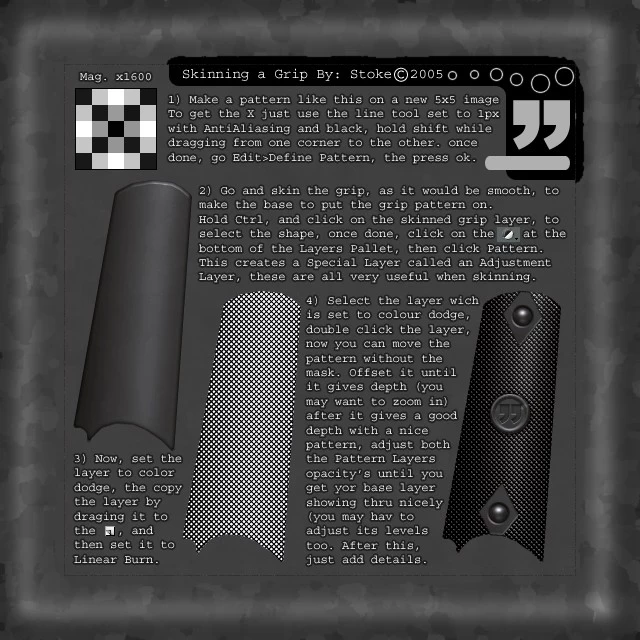 Skinning a Grip By: Stoke©2005
Mag. x1600
1) Make a pattern like this on a new 5x5 image
To get the X just use the line tool set to 1px
with AntiAliasing and black, hold shift while
dragging from one corner to the other. once
done, go Edit>Define Pattern, the press ok.
2) Go and skin the grip, as it would be smooth, to
make the base to put the grip pattern on.
Hold Ctrl, and click on the skinned grip layer, to
select the shape, once done, click on the at the
bottom of the Layers Pallet, then click Pattern.
This creates a Special Layer called an Adjustment
Layer, these are all very useful when skinning.
3) Now, set the
layer to color
dodge, the copy
the layer by
draging it to
the , and
then set it to
Linear Burn.
4) Select the layer wich
is set to colour dodge,
double click the layer,
now you can move the
pattern without the
mask. Offset it until
it gives depth (you
may want to zoom in)
after it gives a good
depth with a nice
pattern, adjust both
the Pattern Layers
opacity's until you
get yor base layer
showing thru nicely
(you may hav to
adjust its levels
too. After this,
just add details.